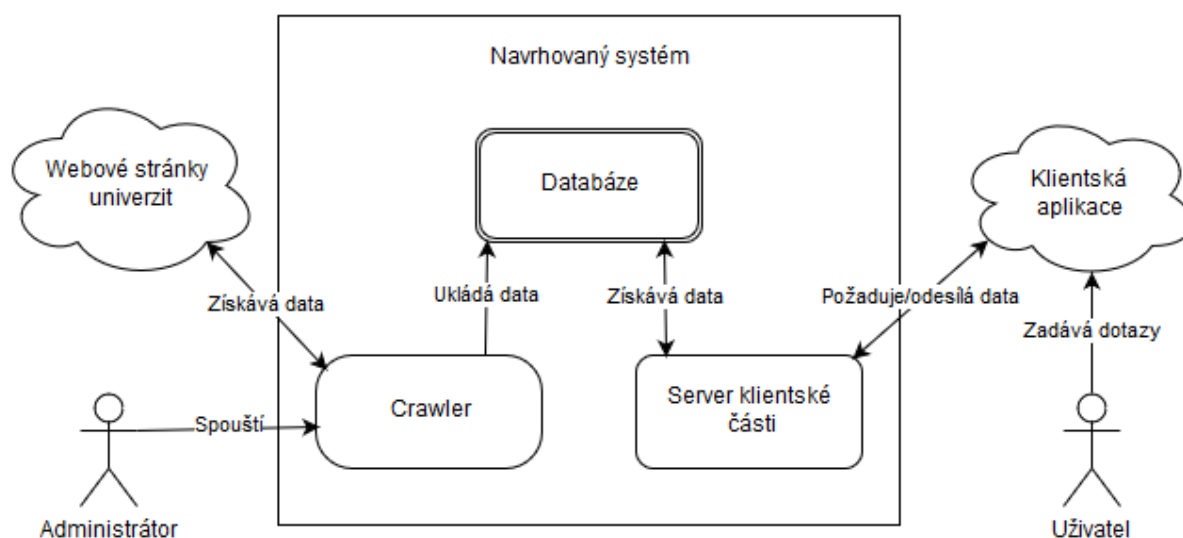 Navrhovaný systém
Webové stránky
univerzit
Databáze
Klientská
aplikace
Získává data
Ukládá data
Získává data
Požaduje/odesílá data
Zadává dotazy
Spouští
Crawler
Server klientské
části
Administrátor
Uživatel